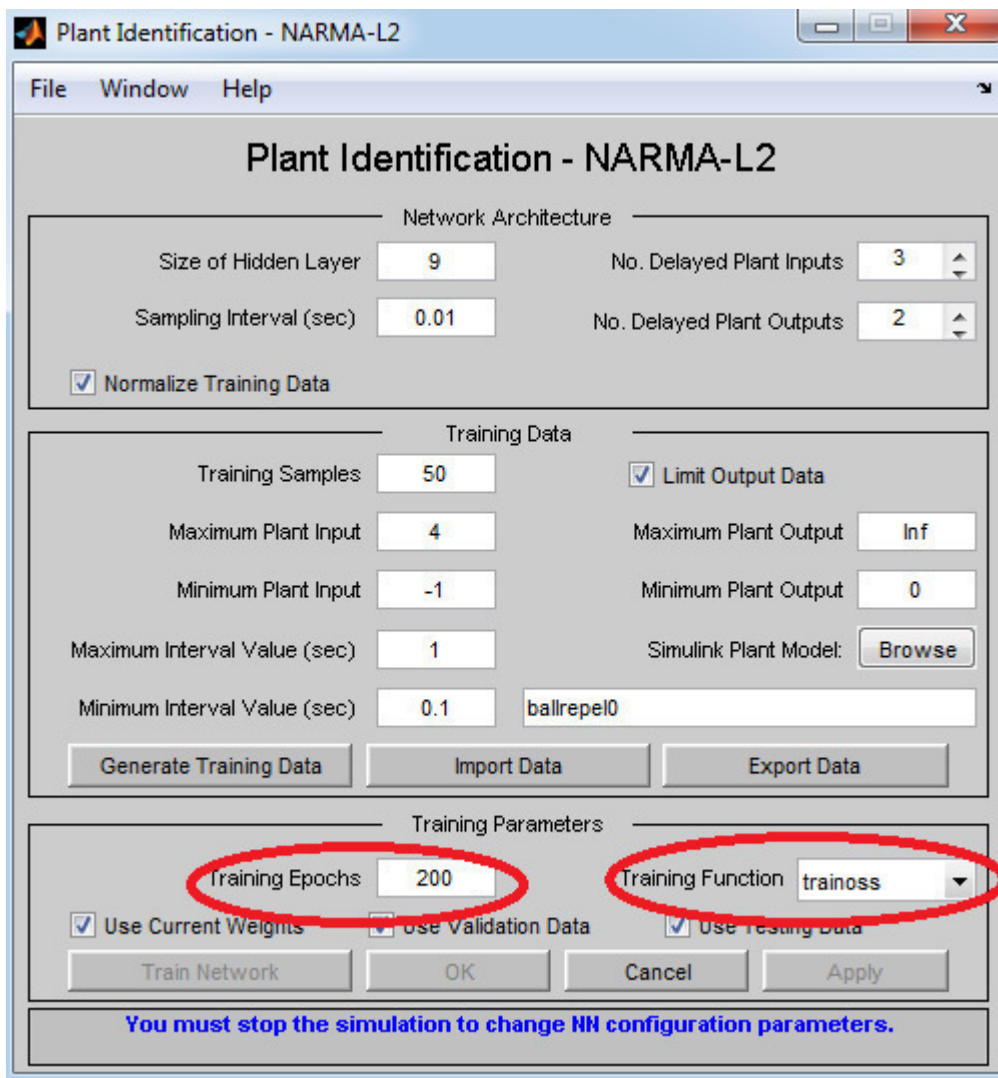 Plant Identification - NARMA-L2
File Window Help
Plant Identification - NARMA-L2
Network Architecture
Size of Hidden Layer 9 No. Delayed Plant Inputs 3
Sampling Interval (sec) 0.01 No. Delayed Plant Outputs 2
Normalize Training Data
Training Data
Training Samples 50 Limit Output Data
Maximum Plant Input 4 Maximum Plant Output Inf
Minimum Plant Input -1 Minimum Plant Output 0
Maximum Interval Value (sec) 1 Simulink Plant Model: Browse
Minimum Interval Value (sec) 0.1 ballrepel0
Generate Training Data Import Data Export Data
Training Parameters
Training Epochs 200 Training Function trainoss
Use Current Weights Use Validation Data Use Testing Data
Train Network OK Cancel Apply
You must stop the simulation to change NN configuration parameters.